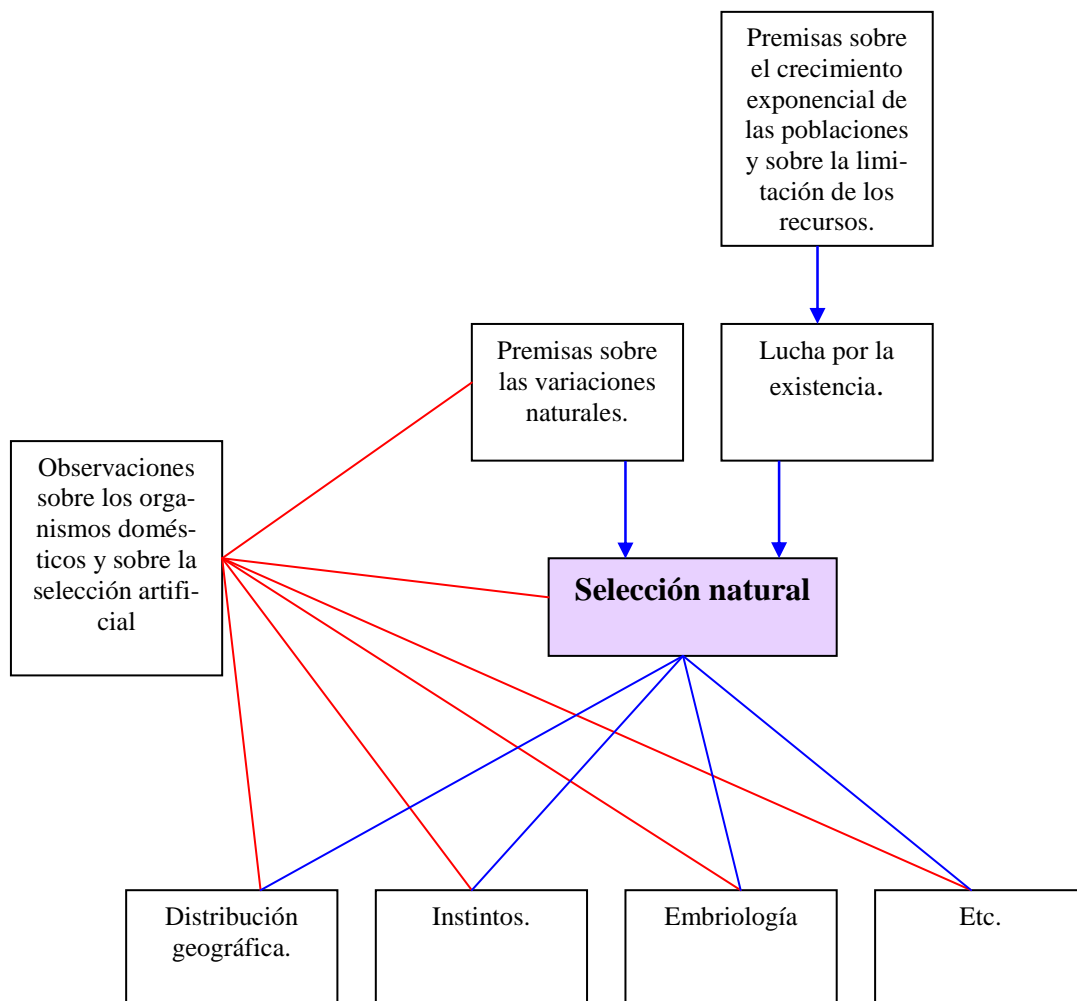 Premisas sobre
el crecimiento
exponencial de
las poblaciones
y sobre la limi-
tación de los
recursos.
Premisas sobre
las variaciones
naturales.
Lucha por la
existencia.
Observaciones
sobre los orga-
nismos domés-
ticos y sobre la
selección artifi-
cial
Selección natural
Distribución
geográfica.
Instintos.
Embriología
Etc.